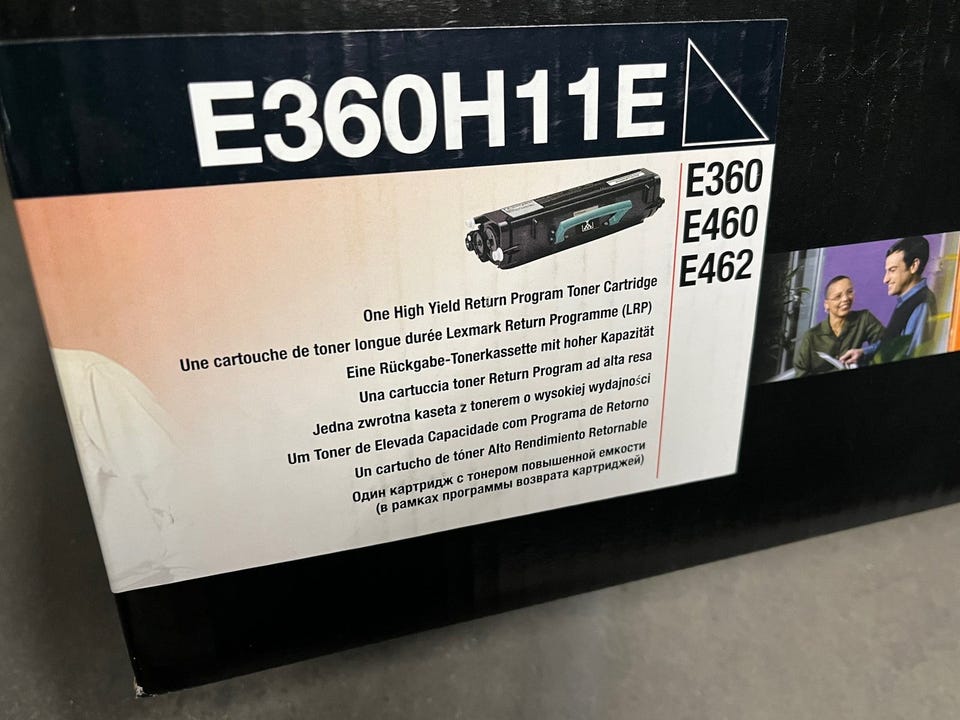 E360H11E
E360
E460
E462
One High Yield Return Program Toner Cartridge
Une cartouche de toner longue durée Lexmark Return Programme (LRP)
Eine Rückgabe-Tonerkassette mit hoher Kapazität
Una cartuccia toner Return Program ad alta resa
Jedna zwrotna kaseta z tonerem o wysokiej wydajności
Um Toner de Elevada Capacidade com Programa de Retorno
Un cartucho de tóner Alto Rendimiento Retornable
Один картридж с тонером повышенной емкости
(в рамках программы возврата картриджей)